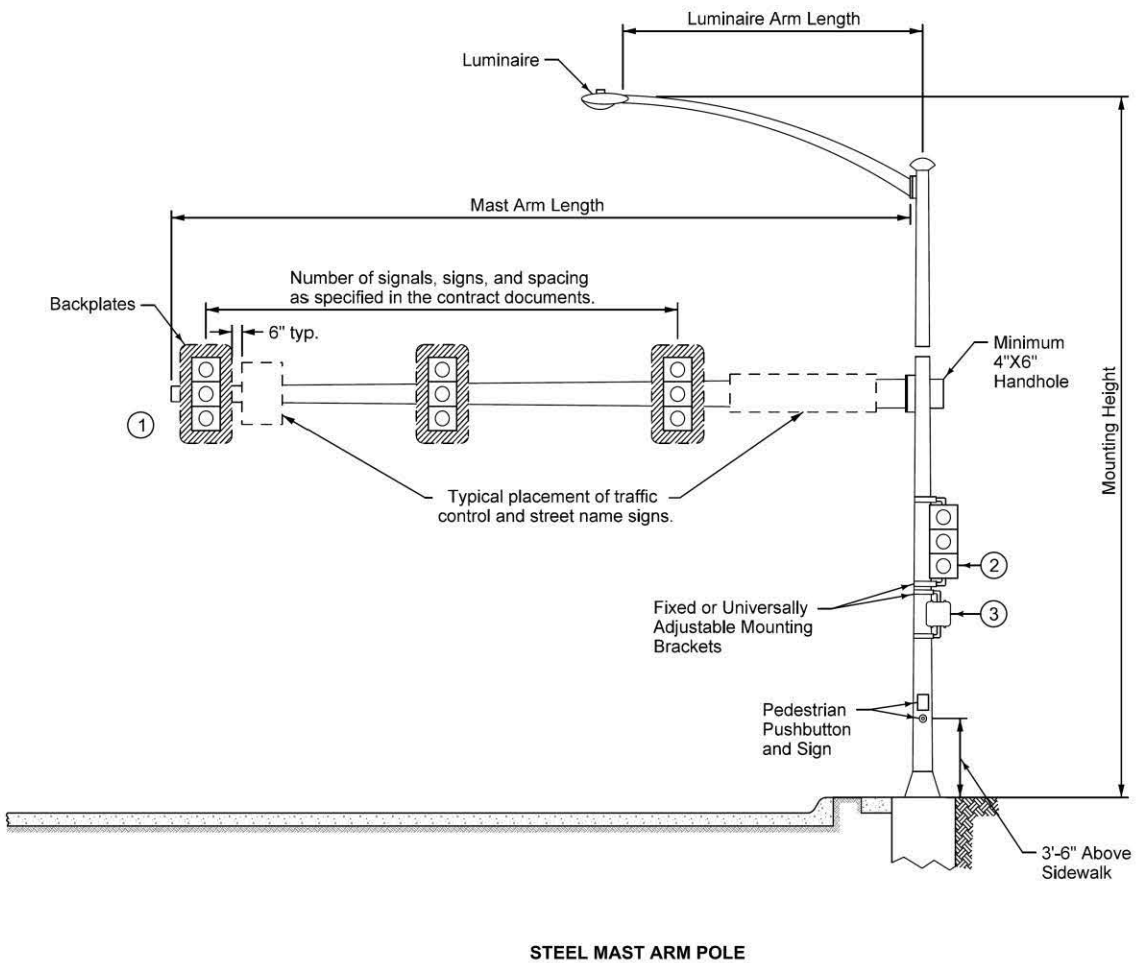 Luminaire Arm Length
Luminaire
Mast Arm Length
Number of signals, signs, and spacing
as specified in the contract documents.
Backplates
6" typ.
Minimum
4"X6"
Handhole
Mounting Height
1
Typical placement of traffic
control and street name signs.
2
Fixed or Universally
Adjustable Mounting
Brackets
3
Pedestrian
Pushbutton
and Sign
3'-6" Above
Sidewalk
STEEL MAST ARM POLE